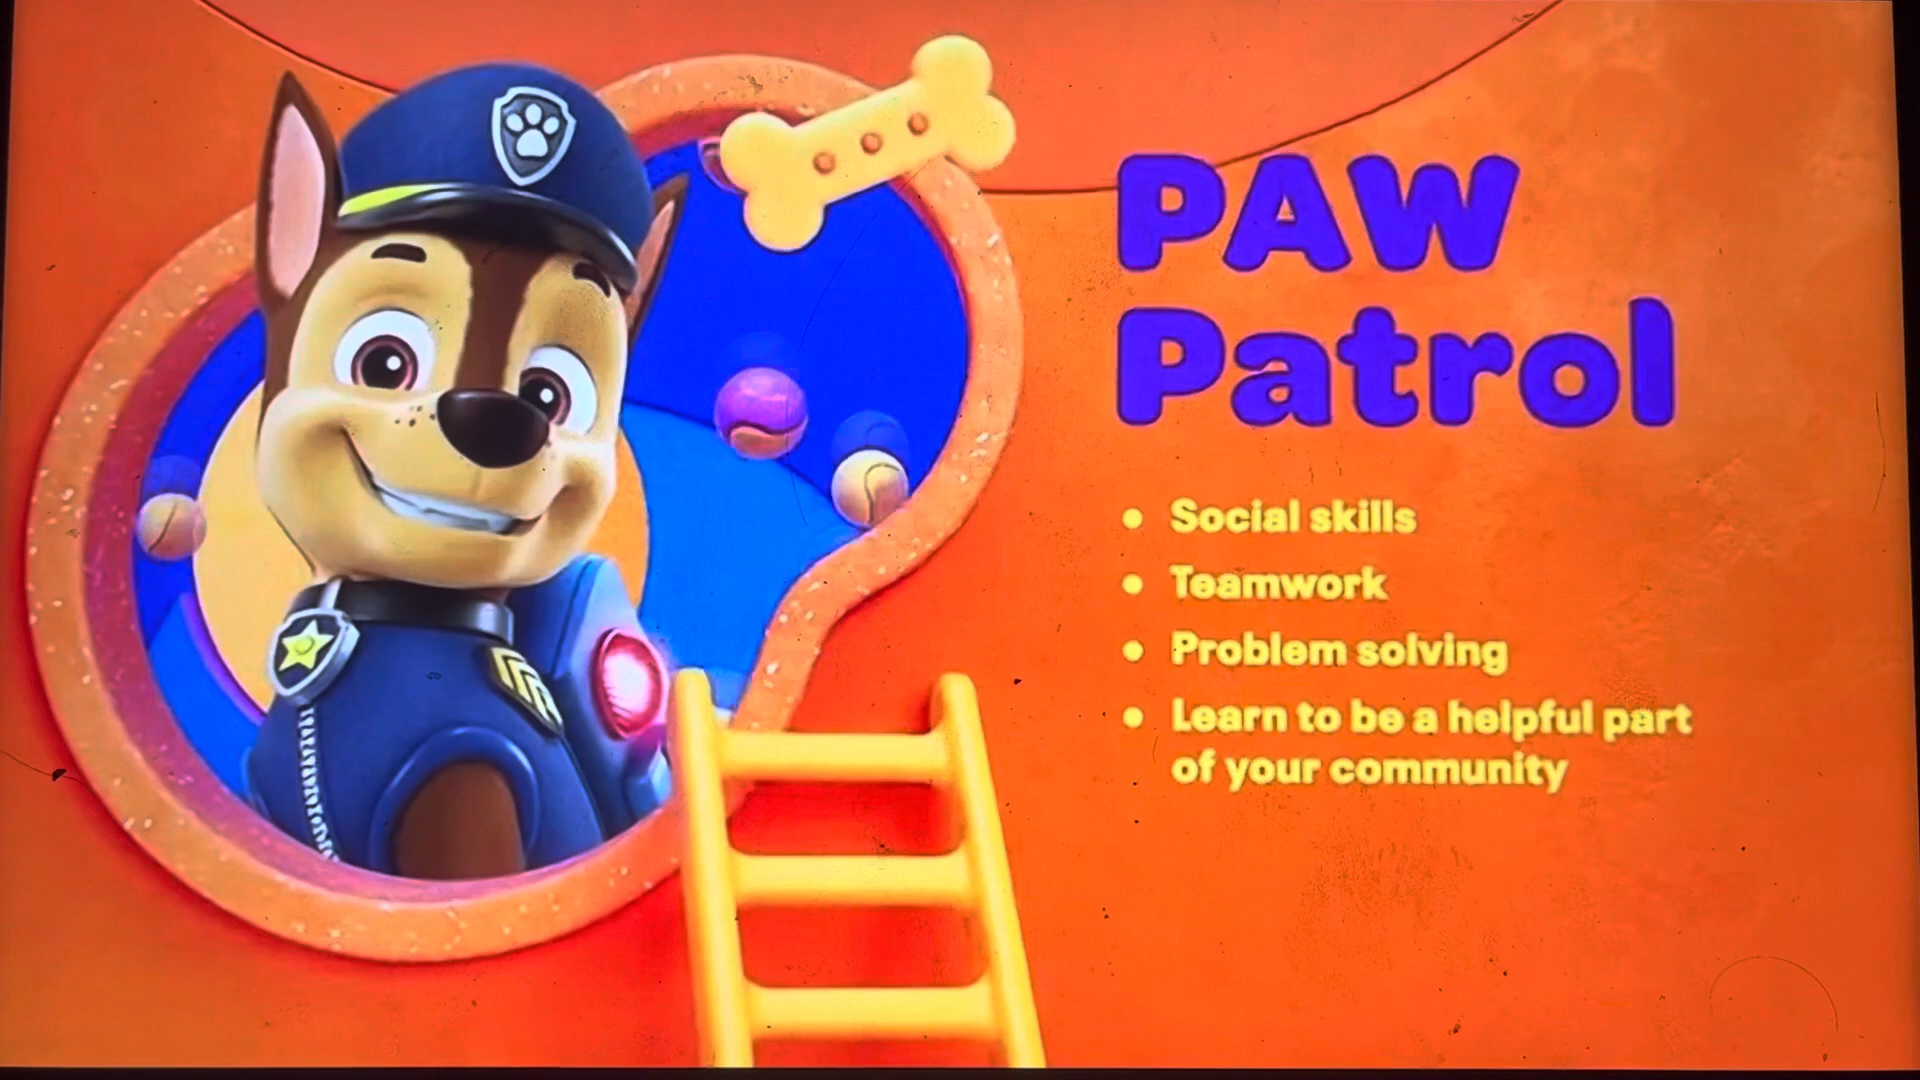 PAW
Patrol
• Social skills
• Teamwork
• Problem solving
• Learn to be a helpful part
of your community